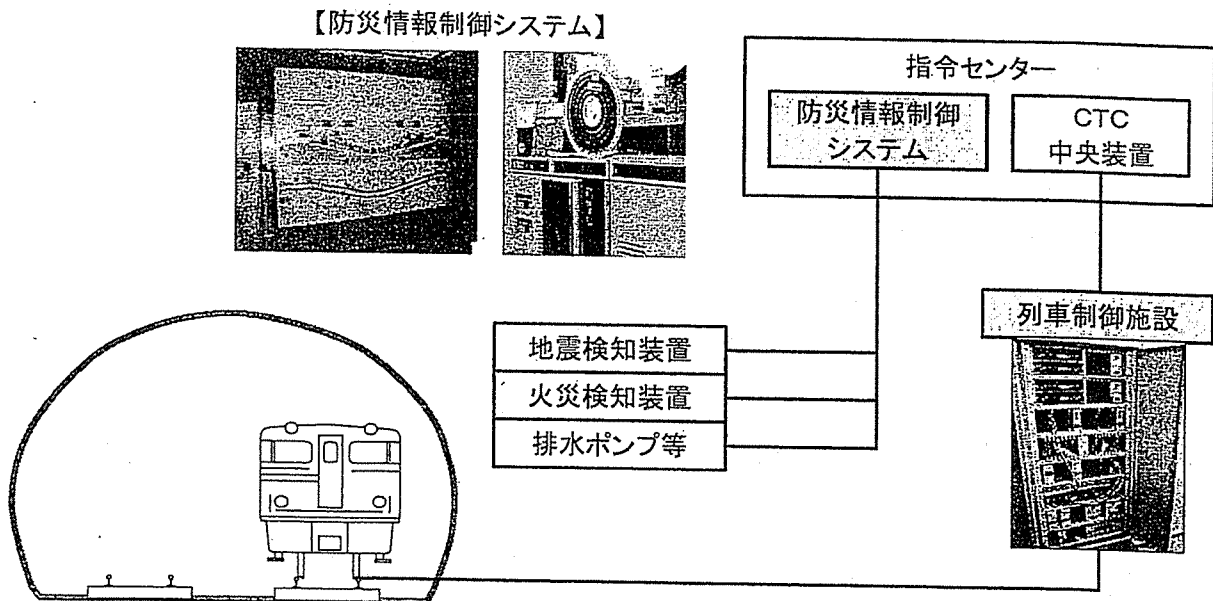 【防災情報制御システム】
指令センター
防災情報制御
システム
CTC
中央装置
列車制御施設
地震検知装置
火災検知装置
排水ポンプ等